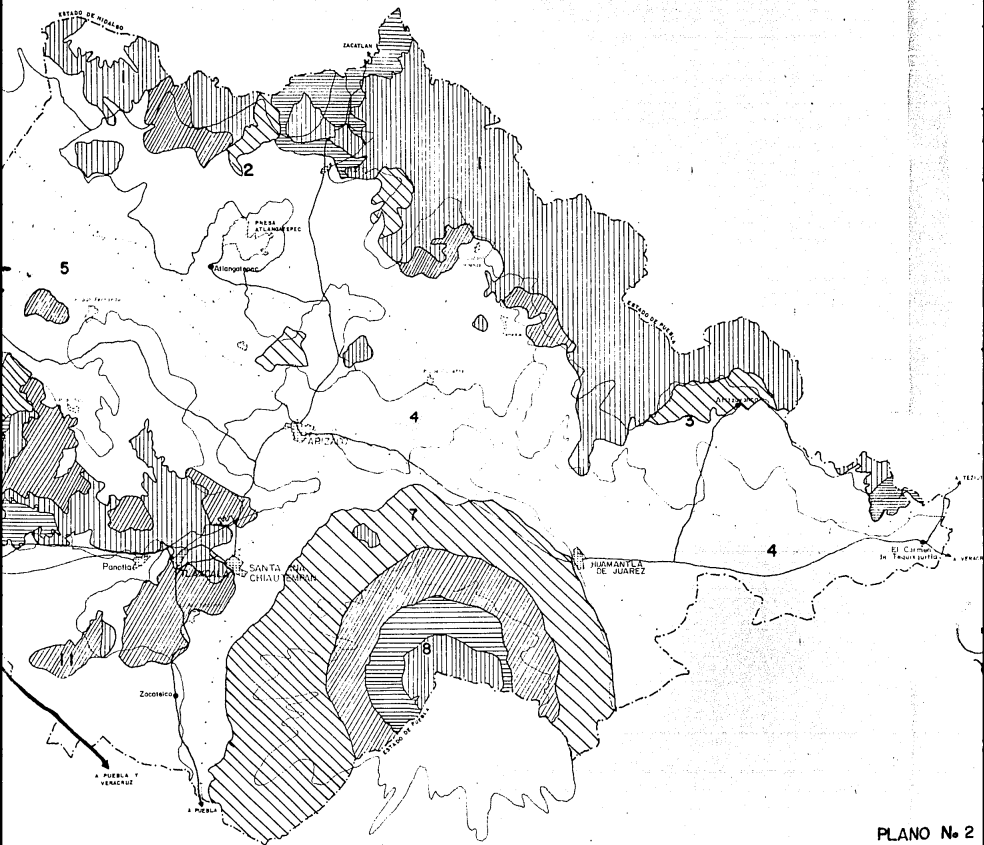 ESTADO DE HIDALGO
ZACATLAN
1
2
PRESA
ATLANGATEPEC
Atlangatepec
5
ESTADO DE PUEBLA
4
3
7
4
A VERACR
El Carmen
HUAMANTLA
DE JUAREZ
Panotla
TLAXCALA
SANTA ANA
CHIAUTEMPAN
8
11
Zacatelco
ESTADO DE PUEBLA
A PUEBLA Y
VERACRUZ
A PUEBLA
PLANO No 2